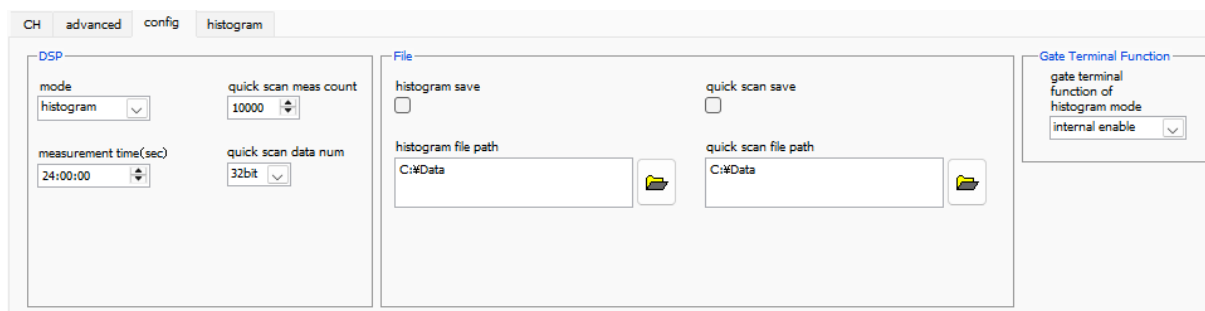 CH advanced config histogram
DSP
mode
histogram
quick scan meas count
10000
measurement time(sec)
24:00:00
quick scan data num
32bit
File
histogram save
quick scan save
histogram file path
C:¥Data
quick scan file path
C:¥Data
Gate Terminal Function
gate terminal
function of
histogram mode
internal enable